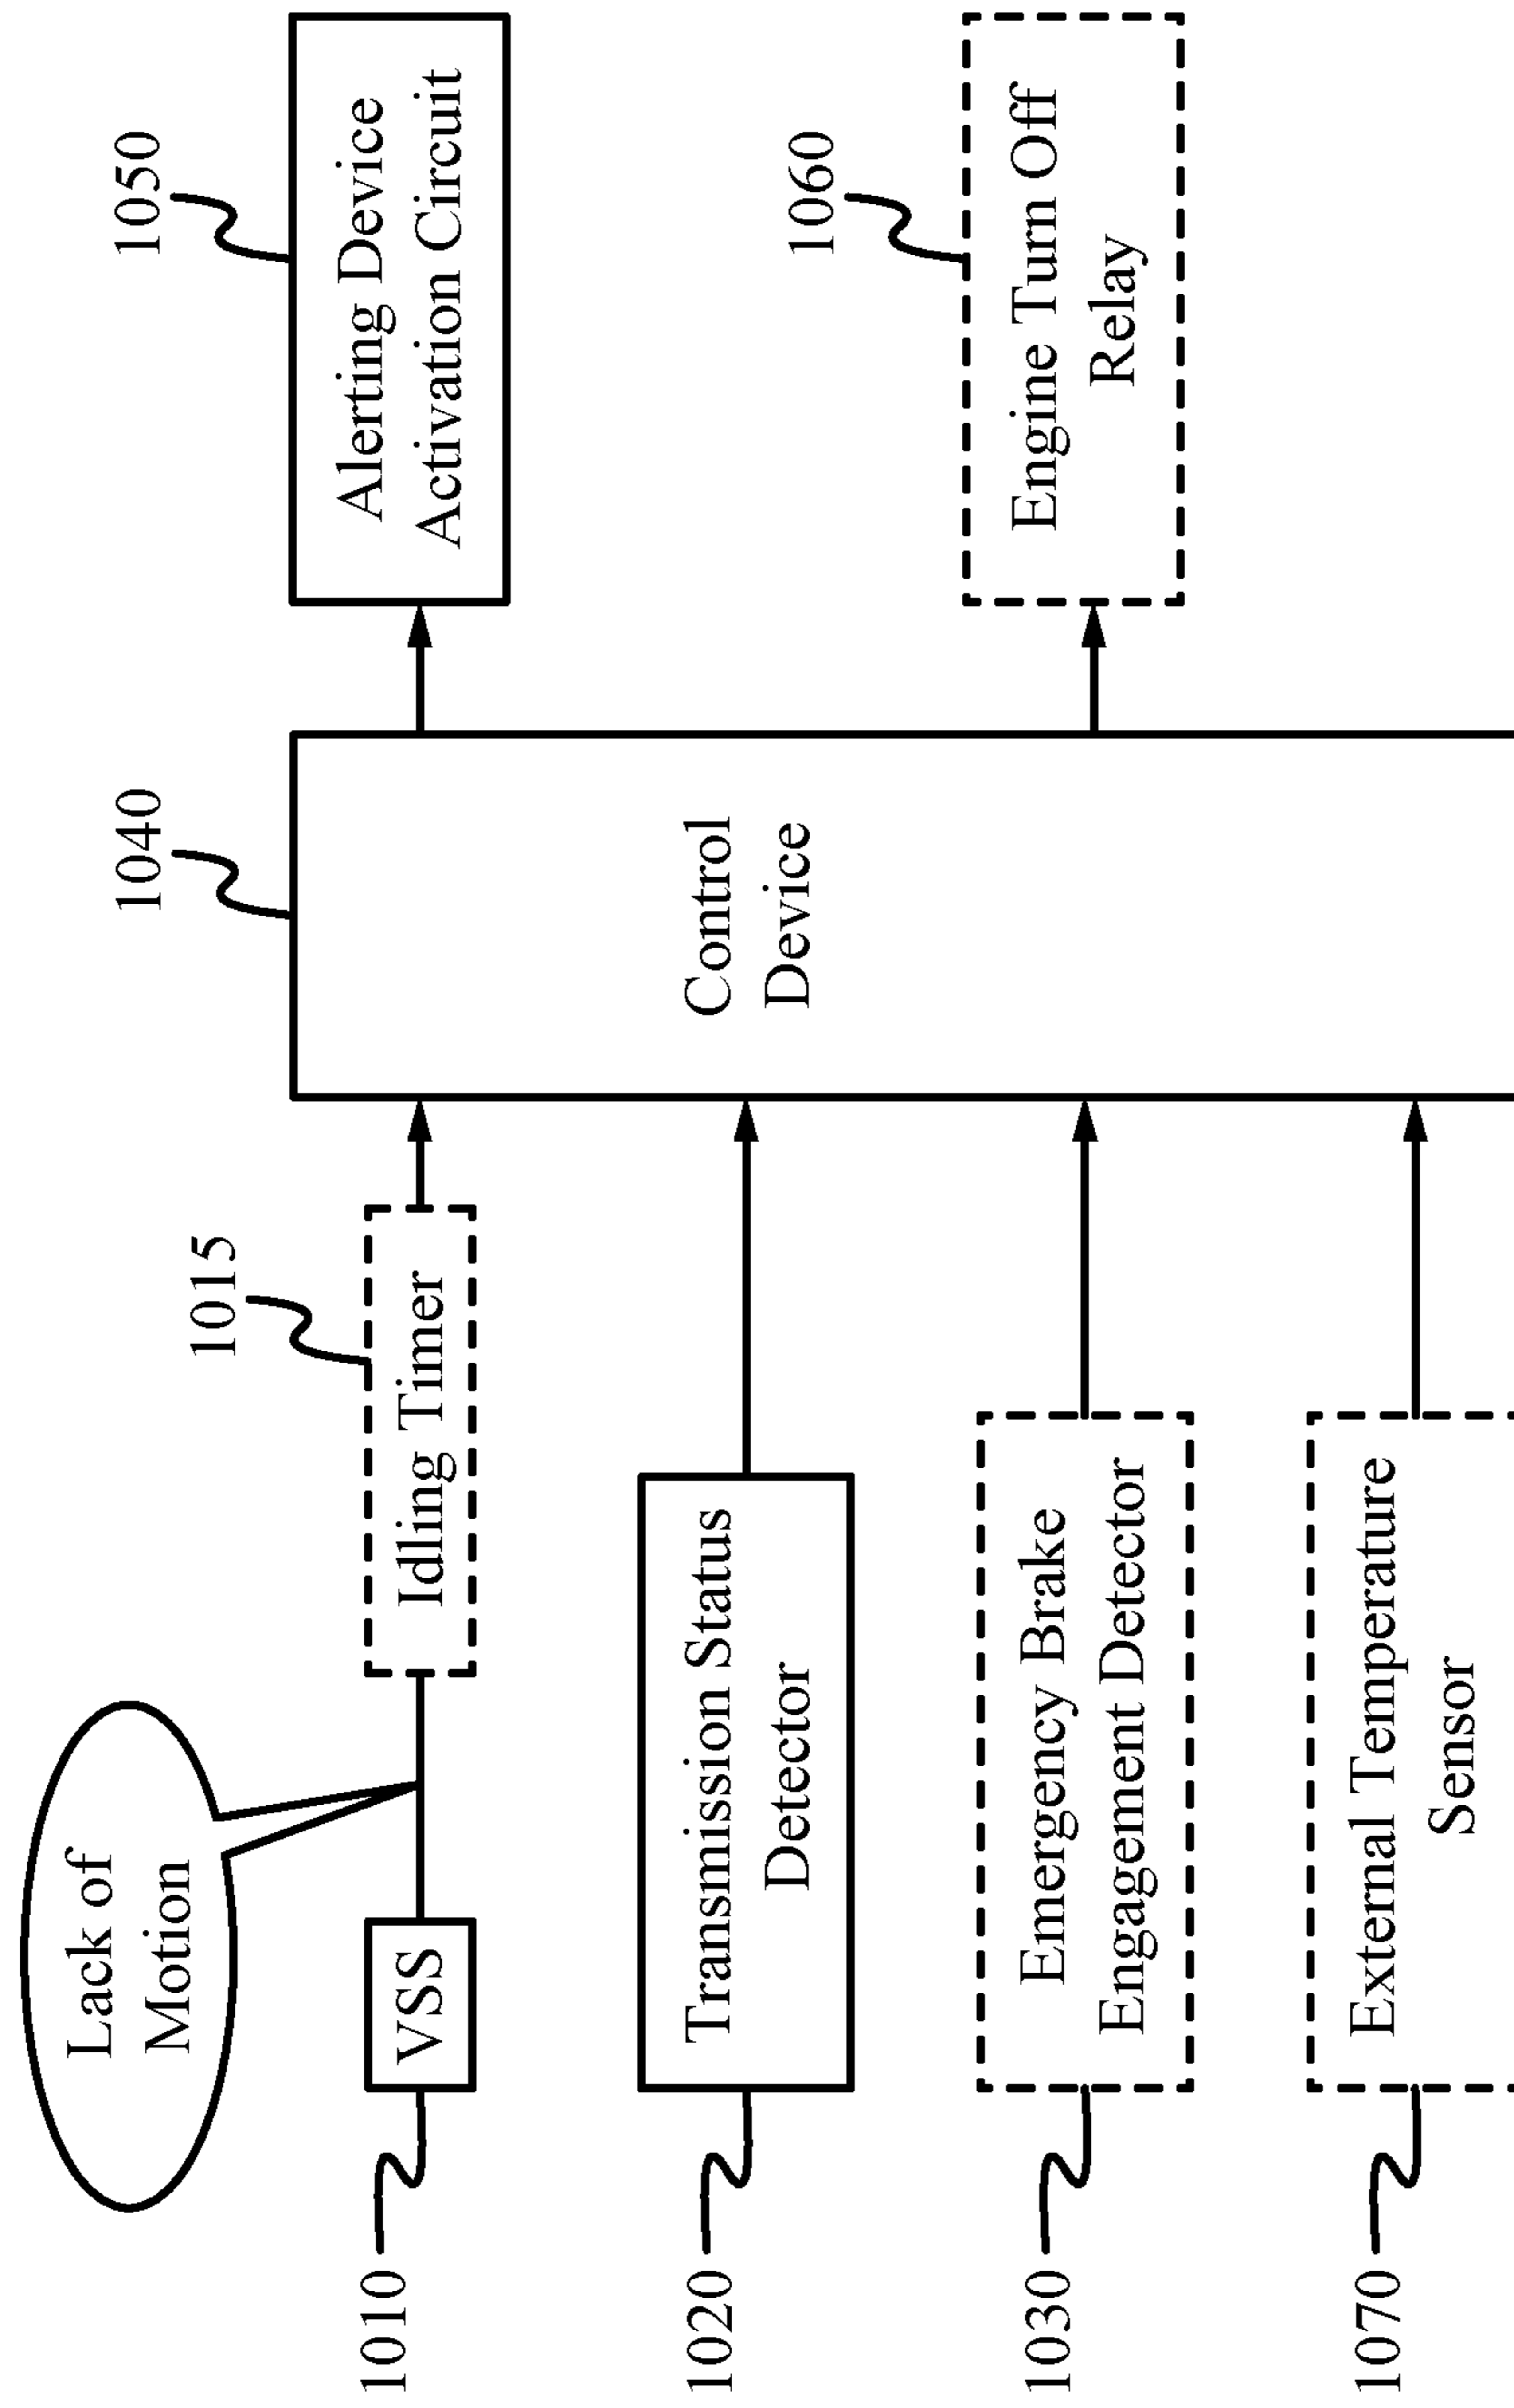 Lack of
Motion
1015
1040
1050
1010
VSS
Idling Timer
Alerting Device
Activation Circuit
1020
Transmission Status
Detector
Control
Device
1030
Emergency Brake
Engagement Detector
1060
Engine Turn Off
Relay
1070
External Temperature
Sensor